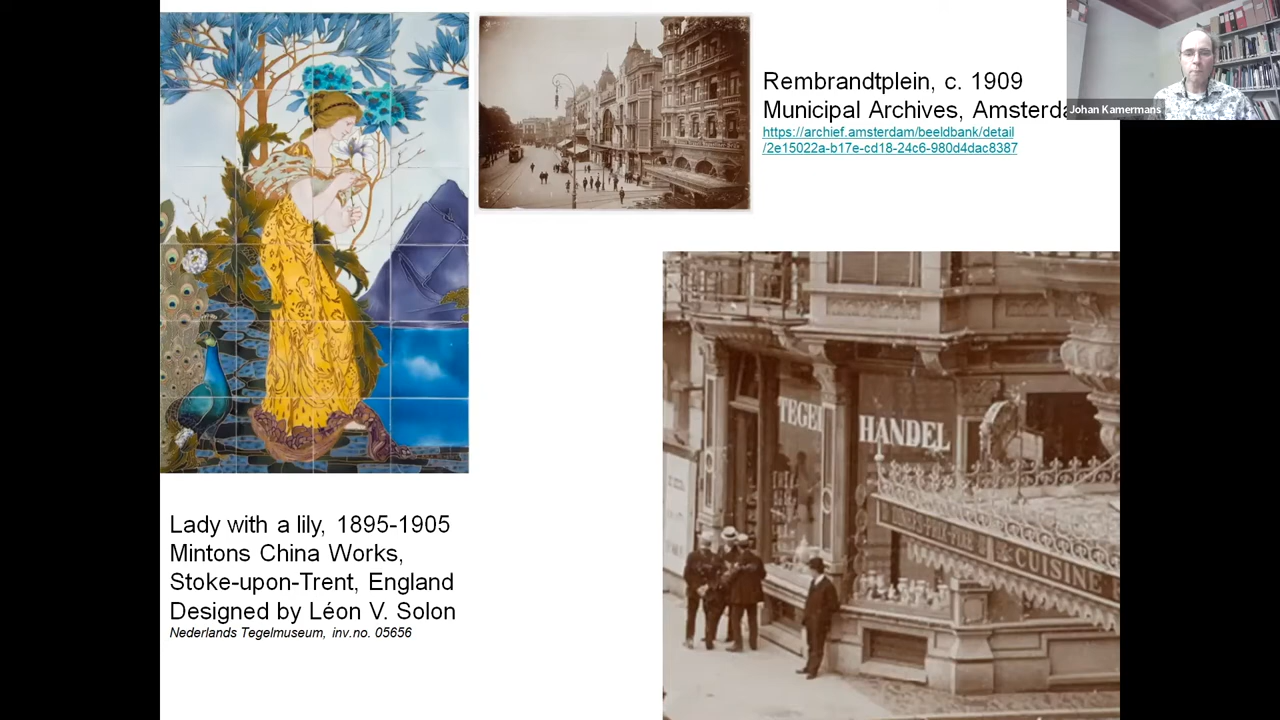 Rembrandtplein, c. 1909
Municipal Archives, Amsterda
https://archief.amsterdam/beeldbank/detail
/2e15022a-b17e-cd18-24c6-980d4dac8387
Johan Kamermans
TEGEL
HANDEL
CUISINE
Lady with a lily, 1895-1905
Mintons China Works,
Stoke-upon-Trent, England
Designed by Léon V. Solon
Nederlands Tegelmuseum, inv.no. 05656